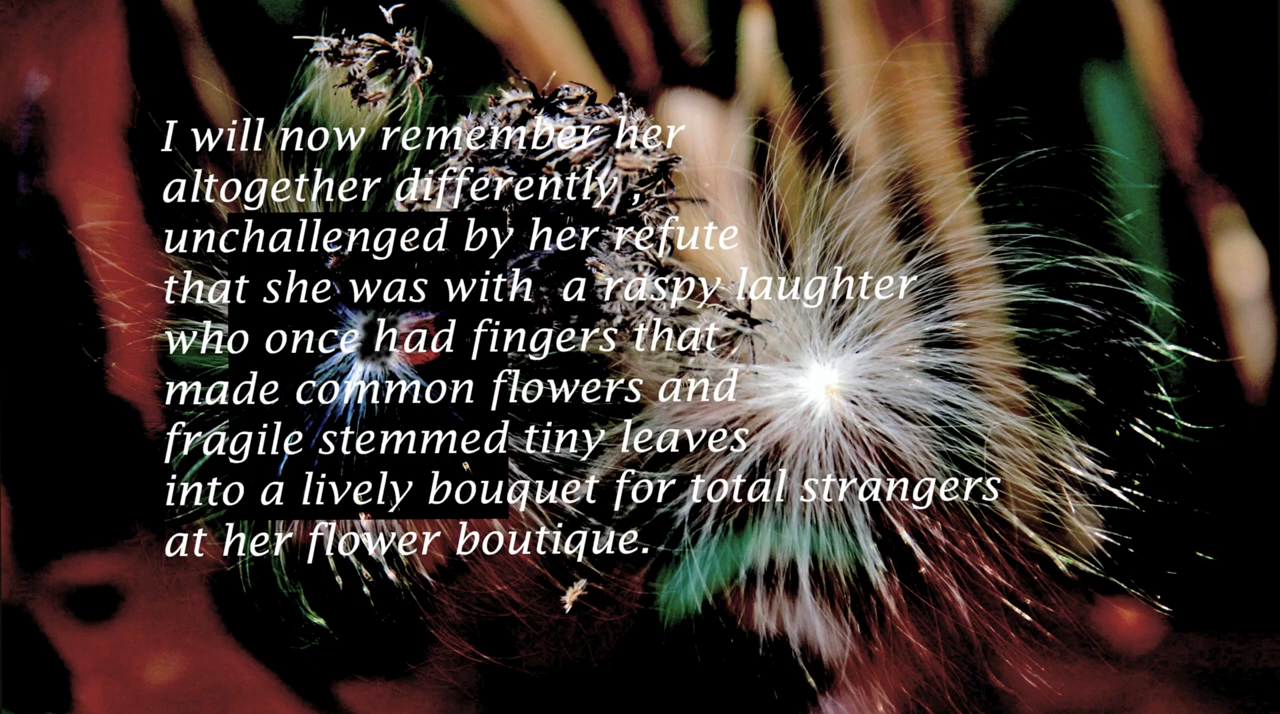 I will now remember her
altogether differently ,
unchallenged by her refute
that she was with  a raspy laughter
who once had fingers that
made common flowers and
fragile stemmed tiny leaves
into a lively bouquet for total strangers
at her flower boutique.